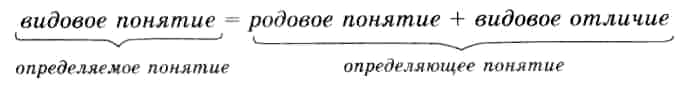 видовое понятие = родовое понятие + видовое отличие
определяемое понятие определяющее понятие